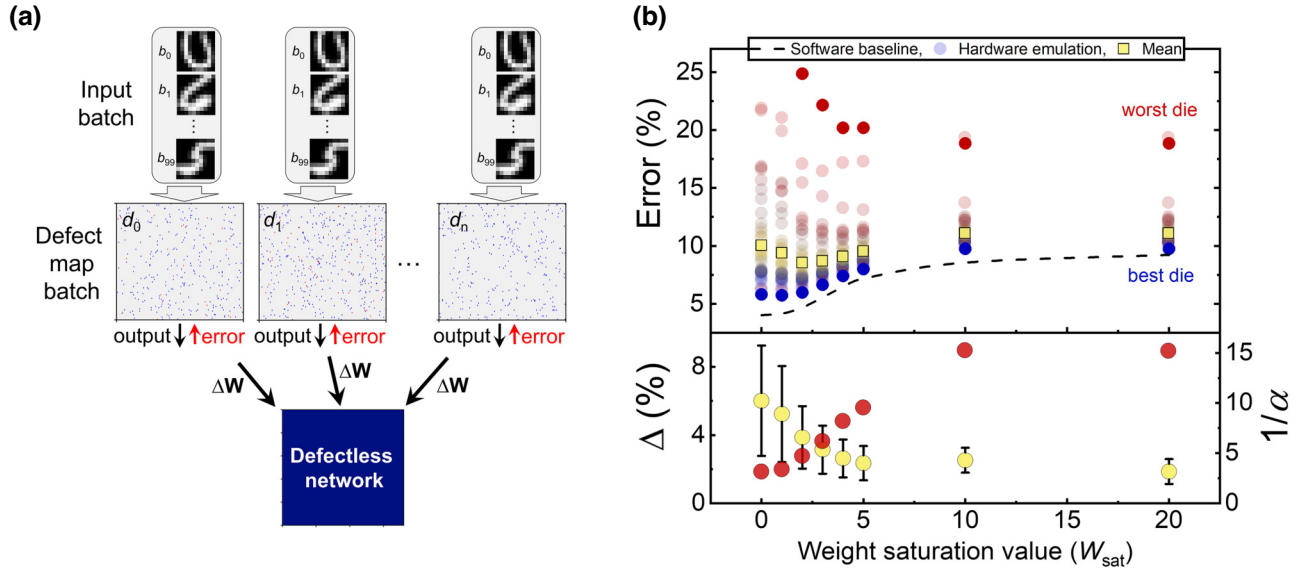 (a)
b0
b0
b0
Input
batch
b1
b1
b1
b99
b99
b99
Defect
map
batch
d0
d1
dn
...
output
error
output
error
output
error
ΔW
ΔW
ΔW
Defectless
network
(b)
Software baseline, Hardware emulation, Mean
25
20
15
10
5
Error (%)
worst die
best die
8
4
0
Δ (%)
15
10
5
0
1/α
0 5 10 15 20
Weight saturation value (Wsat)